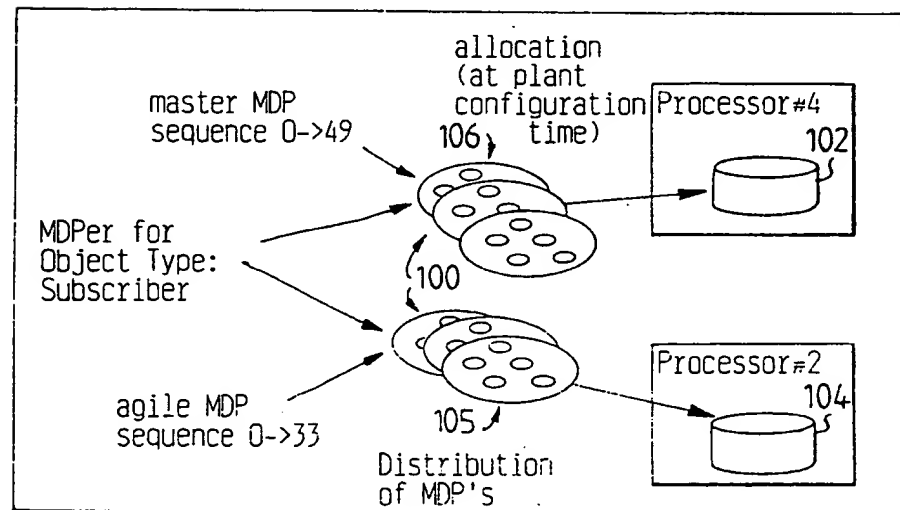 allocation
(at plant
configuration
time)
master MDP
sequence 0->49
106
Processor#4
102
MDPer for
Object Type:
Subscriber
100
Processor#2
104
agile MDP
sequence 0->33
105
Distribution
of MDP's